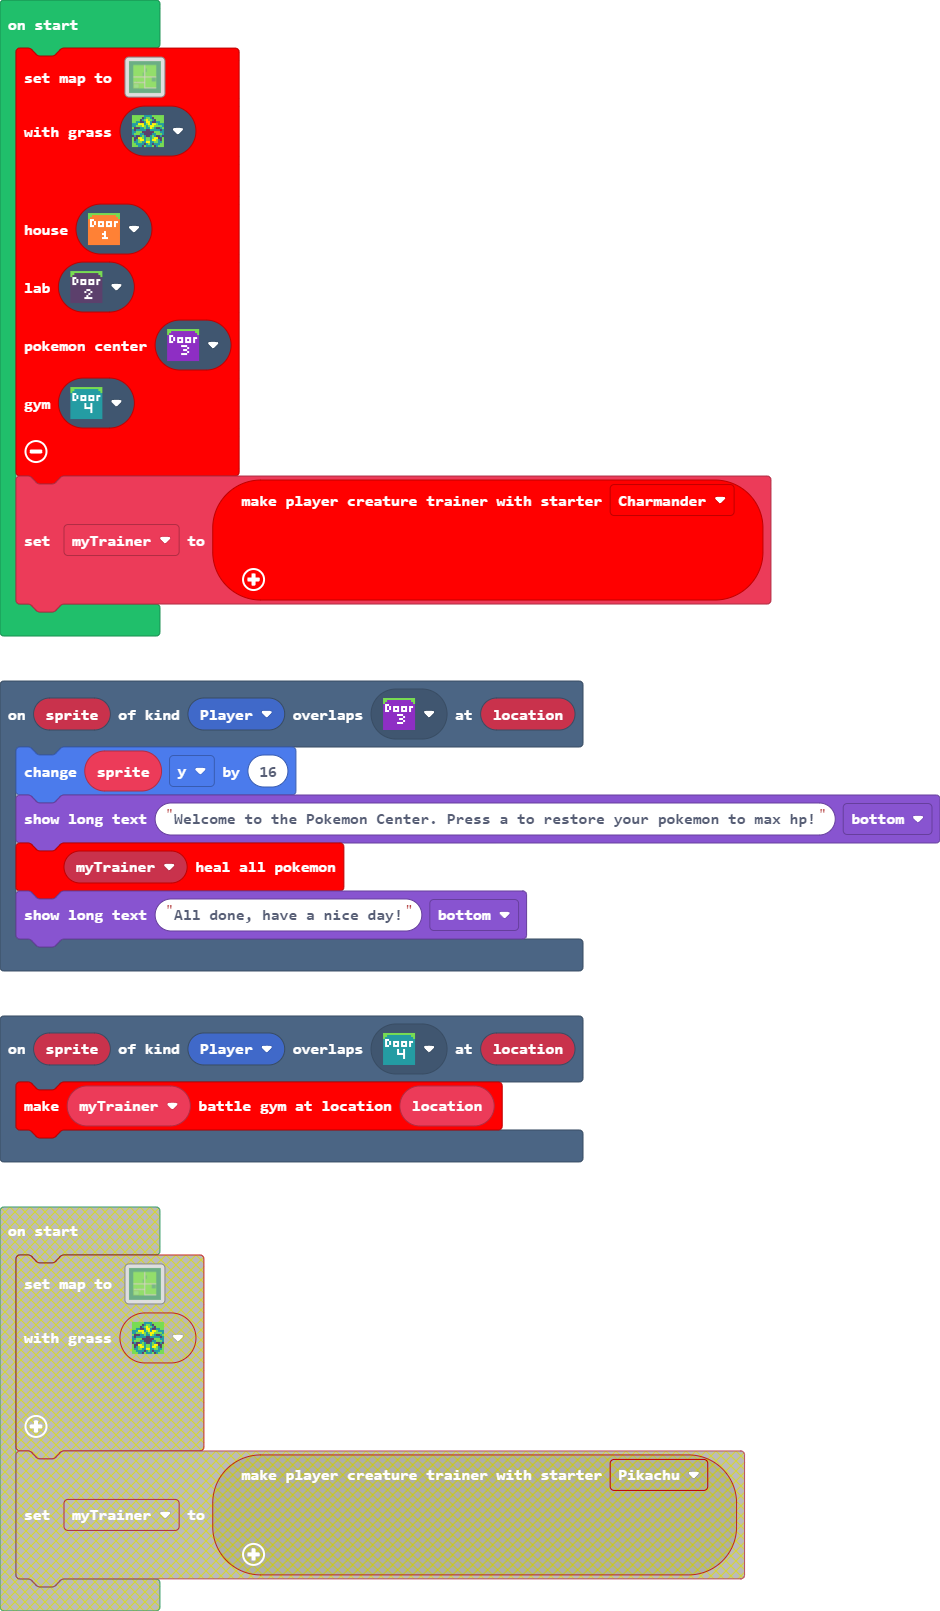 on start
set map to
with grass
house Door 1
lab Door 2
pokemon center Door 3
gym Door 4
make player creature trainer with starter Charmander
set myTrainer to
on sprite of kind Player overlaps Door 3 at location
change sprite y by 16
show long text "Welcome to the Pokemon Center. Press a to restore your pokemon to max hp!" bottom
myTrainer heal all pokemon
show long text "All done, have a nice day!" bottom
on sprite of kind Player overlaps Door 4 at location
make myTrainer battle gym at location location
on start
set map to
with grass
make player creature trainer with starter Pikachu
set myTrainer to